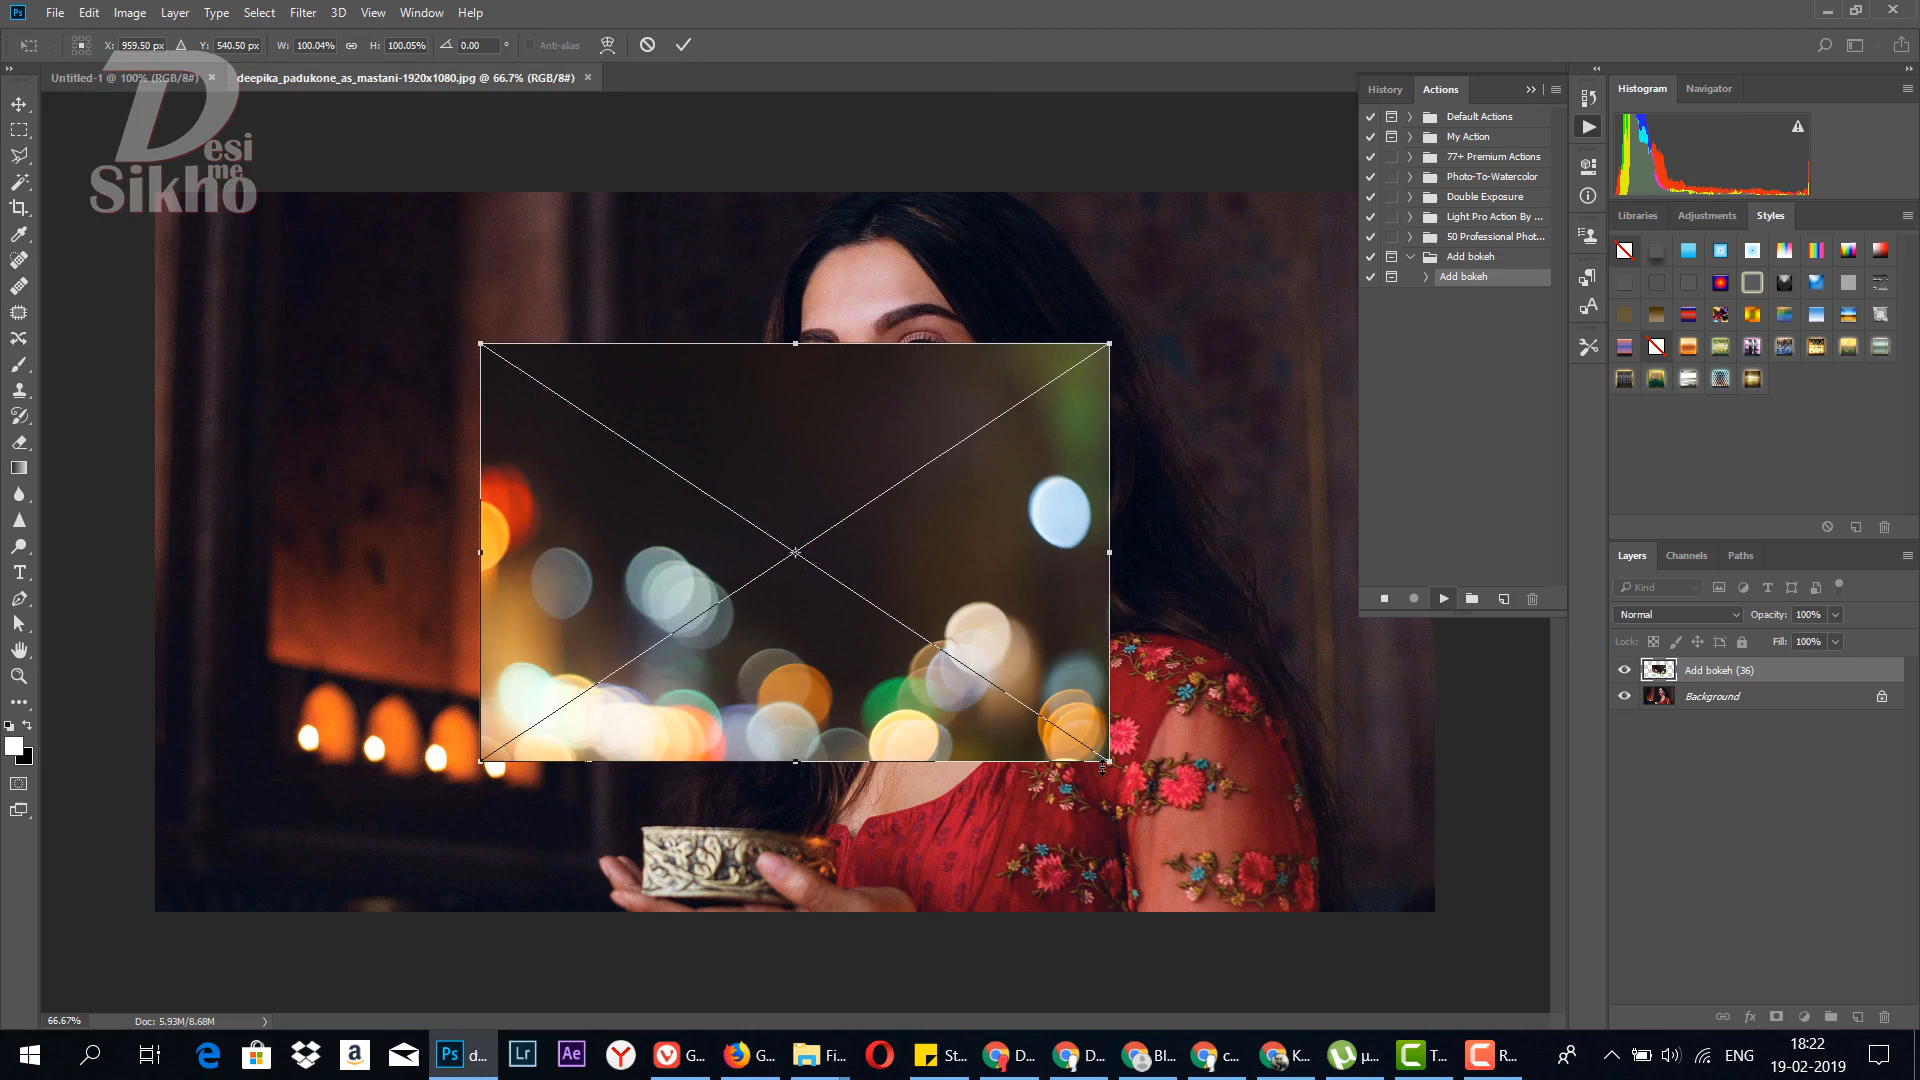 Ps File Edit Image Layer Type Select Filter 3D View Window Help
X: 959.50 px Y: 540.50 px W: 100.04% H: 100.05% 0.00 ° Anti-alias
Untitled-1 @ 100% (RGB/8#) × deepika_padukone_as_mastani-1920x1080.jpg @ 66.7% (RGB/8#) ×
Desi
me
Sikho
History Actions
Default Actions
My Action
77+ Premium Actions
Photo-To-Watercolor
Double Exposure
Light Pro Action By ...
50 Professional Phot...
Add bokeh
Add bokeh
Histogram Navigator
Libraries Adjustments Styles
Layers Channels Paths
Kind
Normal Opacity: 100%
Lock: Fill: 100%
Add bokeh (36)
Background
66.67% Doc: 5.93M/8.68M
Ps d... Lr Ae G... G... Fi... St... D... D... Bl... c... K... µ... T... R... ENG
18:22
19-02-2019